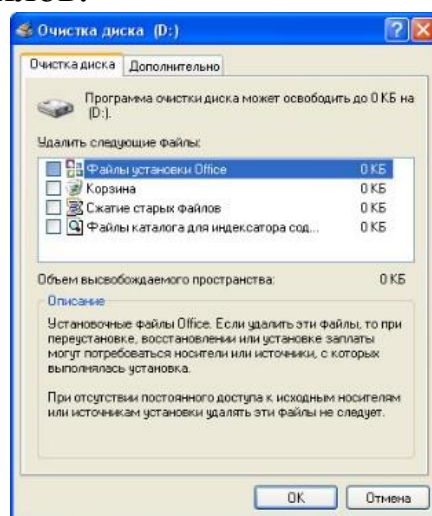 Очистка диска (D:)
Очистка диска Дополнительно
Программа очистки диска может освободить до 0 КБ на
(D:).
Удалить следующие файлы:
Файлы установки Office 0 КБ
Корзина 0 КБ
Сжатие старых файлов 0 КБ
Файлы каталога для индексатора сод... 0 КБ
Объем высвобождаемого пространства: 0 КБ
Описание
Установочные файлы Office. Если удалить эти файлы, то при
переустановке, восстановлении или установке заплаты
могут потребоваться носители или источники, с которых
выполнялась установка.
При отсутствии постоянного доступа к исходным носителям
или источникам установки удалять эти файлы не следует.
OK Отмена